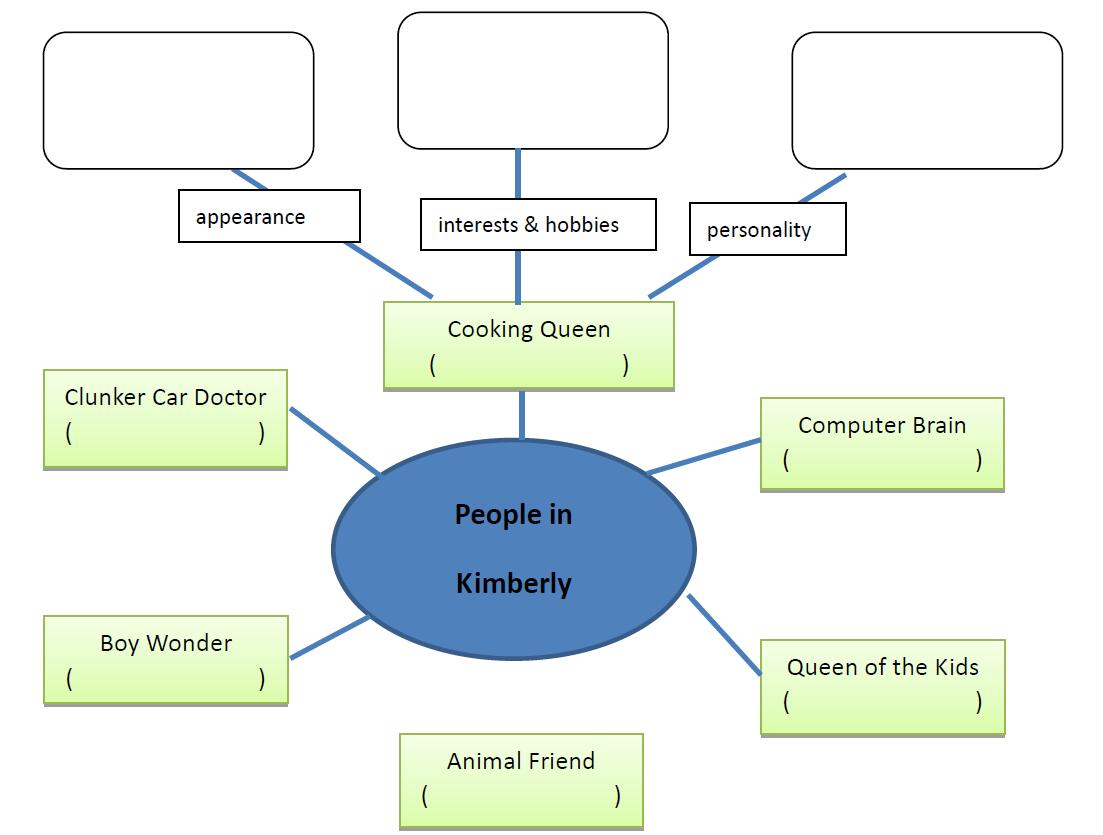 appearance
interests & hobbies
personality
Cooking Queen
( )
Clunker Car Doctor
( )
Computer Brain
( )
People in
Kimberly
Boy Wonder
( )
Queen of the Kids
( )
Animal Friend
( )